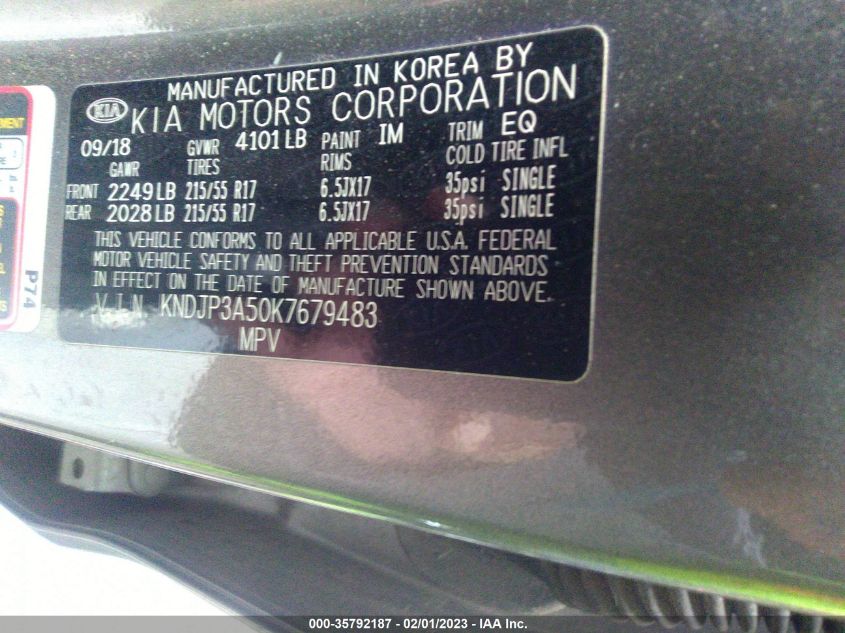 MANUFACTURED IN KOREA BY
KIA KIA MOTORS CORPORATION
09/18 GVWR 4101 LB PAINT IM TRIM EQ
GAWR TIRES RIMS COLD TIRE INFL
FRONT 2249 LB 215/55 R17 6.5JX17 35psi SINGLE
REAR 2028 LB 215/55 R17 6.5JX17 35psi SINGLE
THIS VEHICLE CONFORMS TO ALL APPLICABLE U.S.A. FEDERAL
MOTOR VEHICLE SAFETY AND THEFT PREVENTION STANDARDS
IN EFFECT ON THE DATE OF MANUFACTURE SHOWN ABOVE.
V I N KNDJP3A50K7679483
MPV
P74
000-35792187 - 02/01/2023 - IAA Inc.